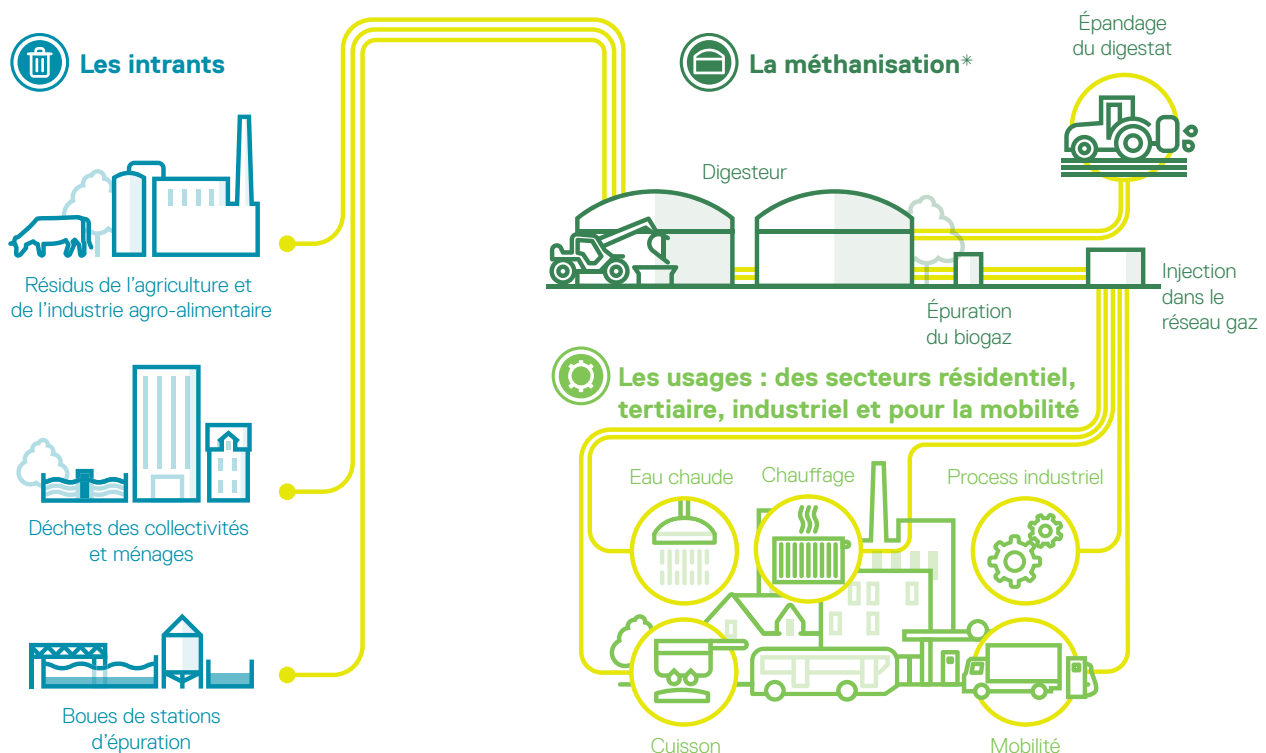 Les intrants
Résidus de l'agriculture et
de l'industrie agro-alimentaire
Déchets des collectivités
et ménages
Boues de stations
d'épuration
La méthanisation*
Épandage
du digestat
Digesteur
Épuration
du biogaz
Injection
dans le
réseau gaz
Les usages : des secteurs résidentiel,
tertiaire, industriel et pour la mobilité
Eau chaude
Chauffage
Process industriel
Cuisson
Mobilité